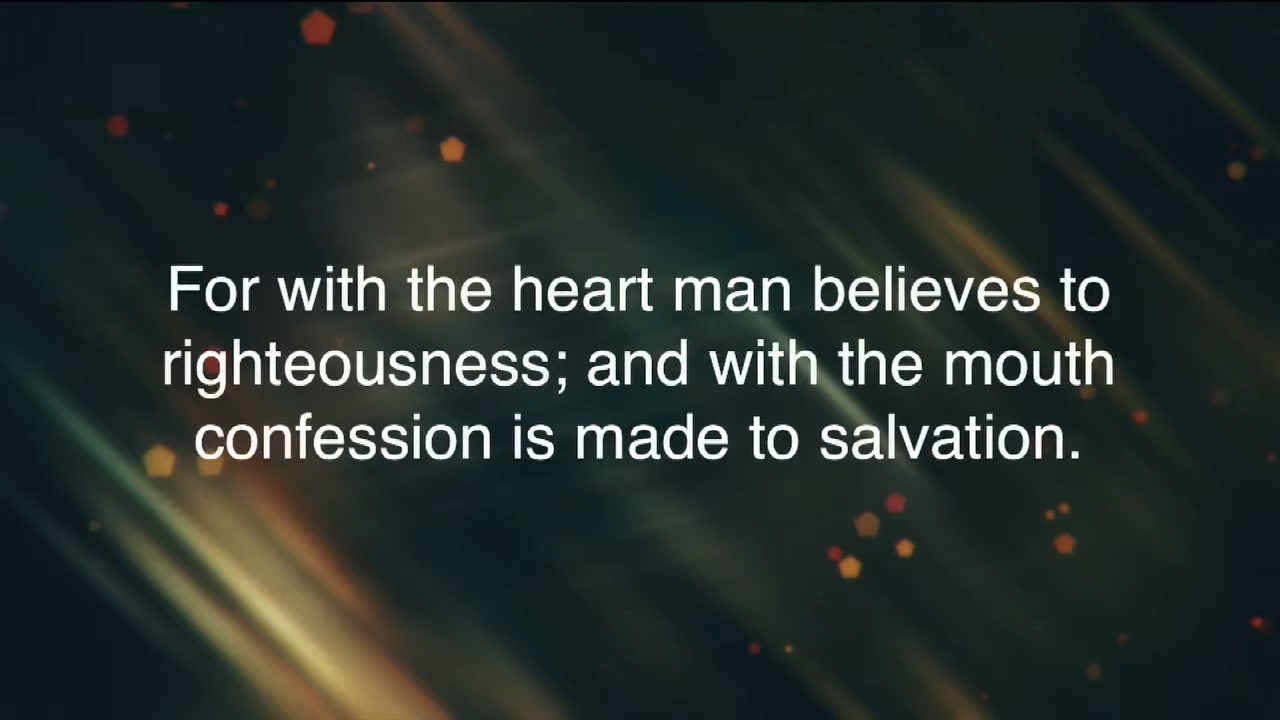 For with the heart man believes to
righteousness; and with the mouth
confession is made to salvation.